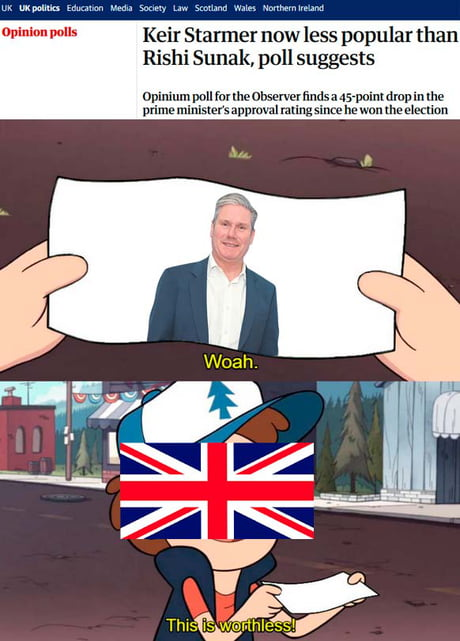 UK UK politics Education Media Society Law Scotland Wales Northern Ireland
Opinion polls
Keir Starmer now less popular than
Rishi Sunak, poll suggests
Opinium poll for the Observer finds a 45-point drop in the
prime minister's approval rating since he won the election
Woah.
This is worthless!